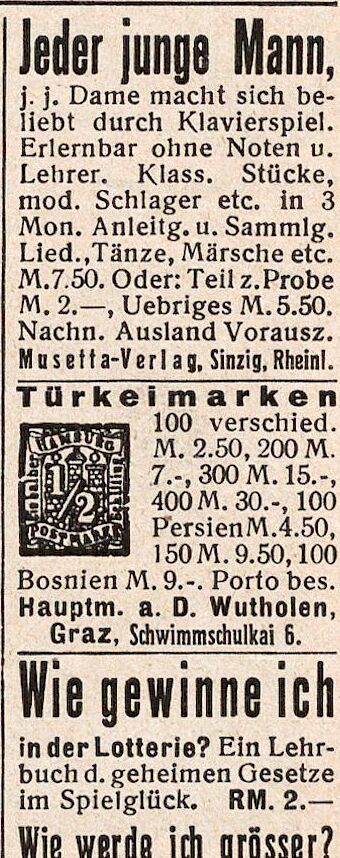 Jeder junge Mann,
j. j. Dame macht sich be-
liebt durch Klavierspiel.
Erlernbar ohne Noten u.
Lehrer. Klass. Stücke,
mod. Schlager etc. in 3
Mon. Anleitg. u. Sammlg.
Lied., Tänze, Märsche etc.
M.7.50. Oder: Teil z. Probe
M. 2.—, Uebriges M. 5.50.
Nachn. Ausland Vorausz.
Musetta-Verlag, Sinzig, Rheinl.
Türkeimarken
100 verschied.
M. 2.50, 200 M.
7.-, 300 M. 15.-,
400 M. 30.-, 100
Persien M. 4.50,
150 M. 9.50, 100
Bosnien M. 9.-. Porto bes.
Hauptm. a. D. Wutholen,
Graz, Schwimmschulkai 6.
HAMBURG
1/2
POSTMARKE
Wie gewinne ich
in der Lotterie? Ein Lehr-
buch d. geheimen Gesetze
im Spielglück. RM. 2.—
Wie werde ich grösser?